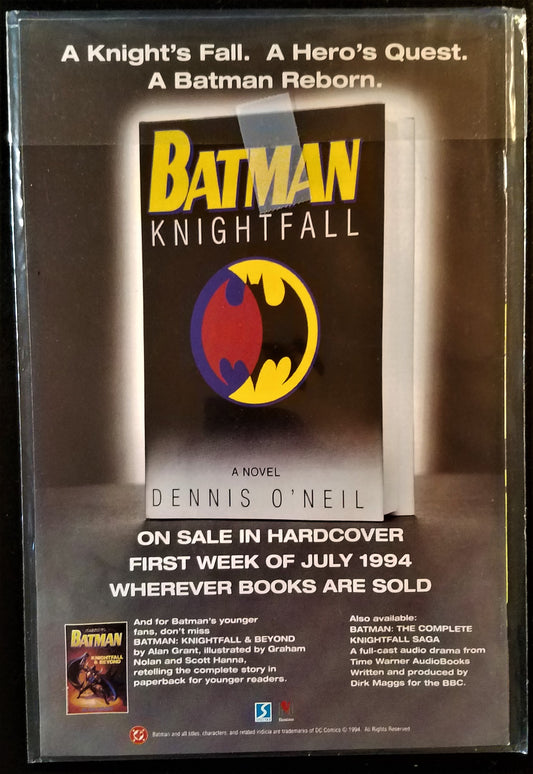 A Knight's Fall. A Hero's Quest.
A Batman Reborn.
BATMAN
KNIGHTFALL
A NOVEL
DENNIS O'NEIL
ON SALE IN HARDCOVER
FIRST WEEK OF JULY 1994
WHEREVER BOOKS ARE SOLD
BATMAN
KNIGHTFALL
& BEYOND
And for Batman's younger
fans, don't miss
BATMAN: KNIGHTFALL & BEYOND
by Alan Grant, illustrated by Graham
Nolan and Scott Hanna,
retelling the complete story in
paperback for younger readers.
Also available:
BATMAN: THE COMPLETE
KNIGHTFALL SAGA
A full-cast audio drama from
Time Warner AudioBooks
Written and produced by
Dirk Maggs for the BBC.
DC Batman and all titles, characters, and related indicia are trademarks of DC Comics © 1994. All Rights Reserved